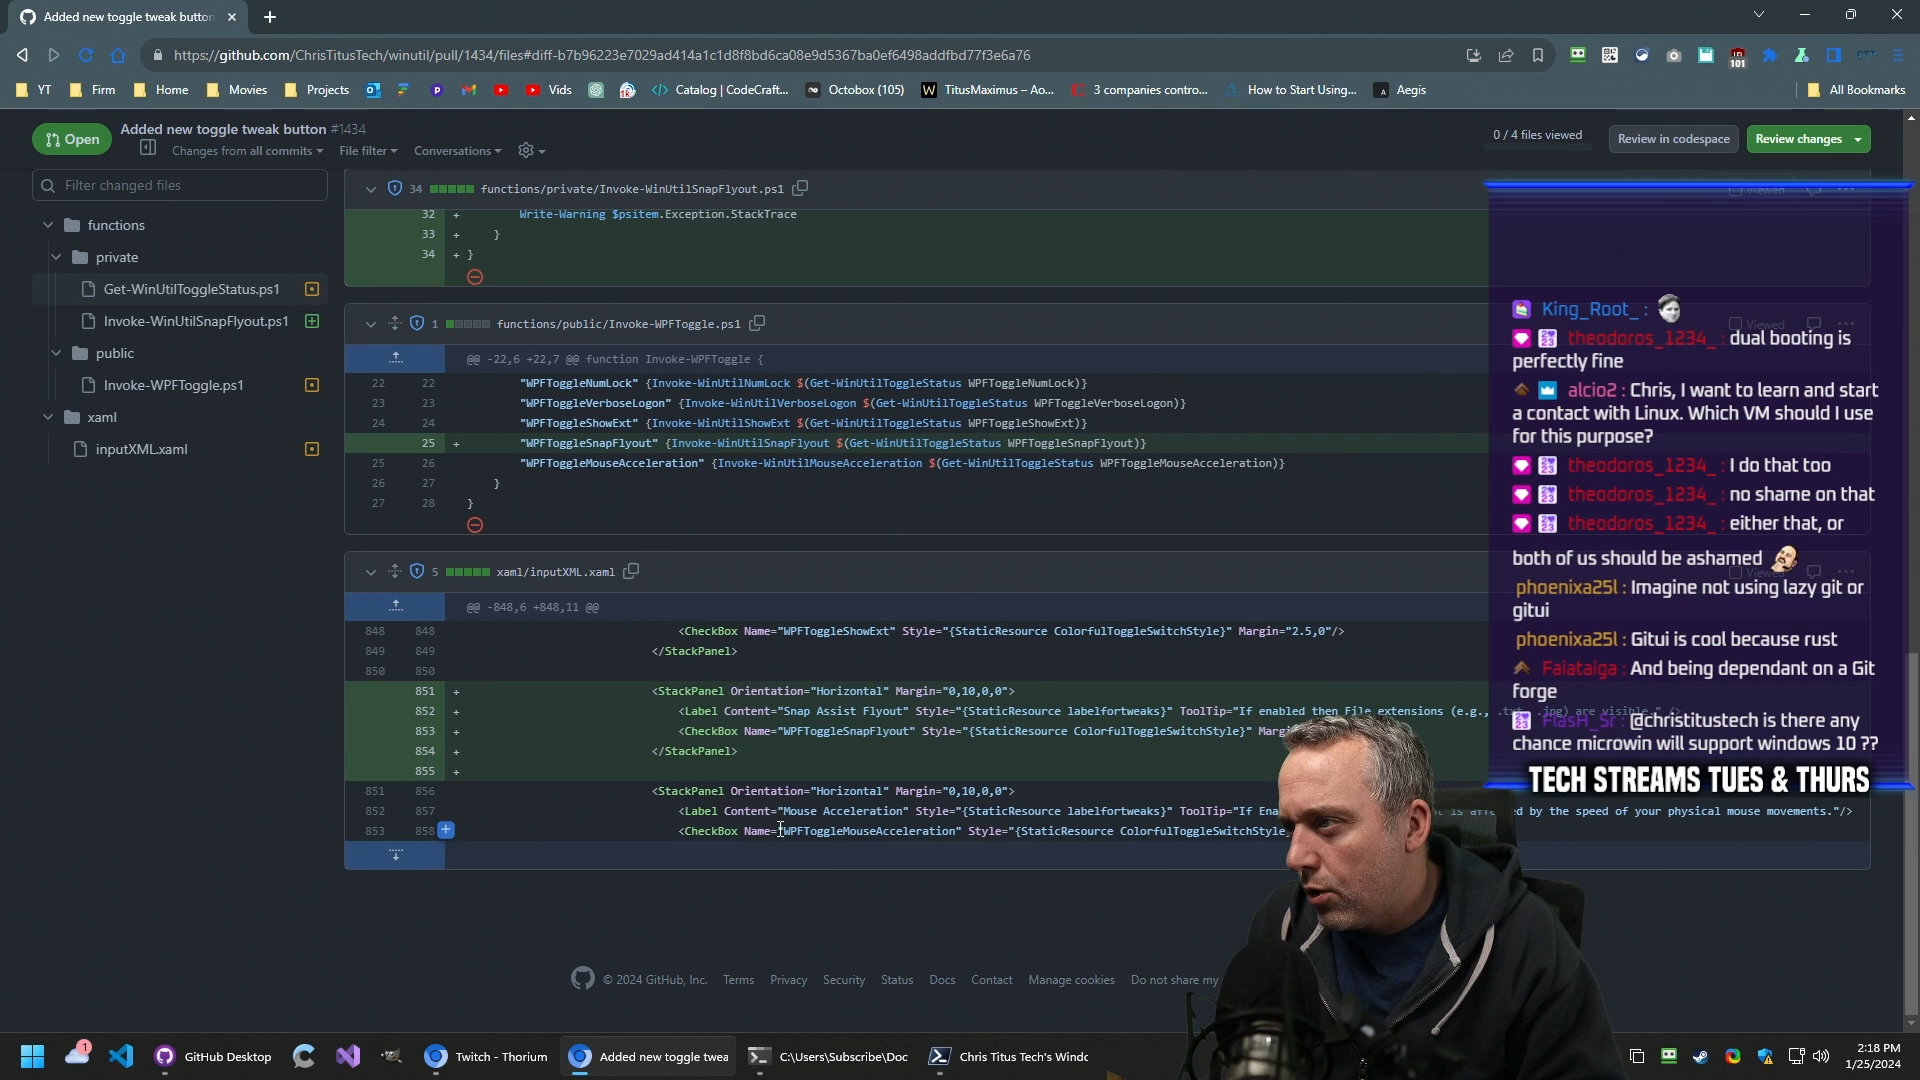 Added new toggle tweak button
https://github.com/ChrisTitusTech/winutil/pull/1434/files#diff-b7b96223e7029ad414a1c1d8f8bd6ca08e9d5367ba0ef6498addfbd77f3e6a76
101
YT Firm Home Movies Projects Vids Catalog | CodeCraft... Octobox (105) TitusMaximus – Ao... 3 companies contro... How to Start Using,... Aegis All Bookmarks
Open
Added new toggle tweak button #1434
Changes from all commits File filter Conversations
0 / 4 files viewed
Review in codespace
Review changes
Filter changed files
functions
private
Get-WinUtilToggleStatus.ps1
Invoke-WinUtilSnapFlyout.ps1
public
Invoke-WPFToggle.ps1
xaml
inputXML.xaml
34 functions/private/Invoke-WinUtilSnapFlyout.ps1
32 + Write-Warning $psitem.Exception.StackTrace
33 + }
34 + }
1 functions/public/Invoke-WPFToggle.ps1
Viewed
@@ -22,6 +22,7 @@ function Invoke-WPFToggle {
22 22 "WPFToggleNumLock" {Invoke-WinUtilNumLock $(Get-WinUtilToggleStatus WPFToggleNumLock)}
23 23 "WPFToggleVerboseLogon" {Invoke-WinUtilVerboseLogon $(Get-WinUtilToggleStatus WPFToggleVerboseLogon)}
24 24 "WPFToggleShowExt" {Invoke-WinUtilShowExt $(Get-WinUtilToggleStatus WPFToggleShowExt)}
25 + "WPFToggleSnapFlyout" {Invoke-WinUtilSnapFlyout $(Get-WinUtilToggleStatus WPFToggleSnapFlyout)}
25 26 "WPFToggleMouseAcceleration" {Invoke-WinUtilMouseAcceleration $(Get-WinUtilToggleStatus WPFToggleMouseAcceleration)}
26 27 }
27 28 }
5 xaml/inputXML.xaml
@@ -848,6 +848,11 @@
848 848 <CheckBox Name="WPFToggleShowExt" Style="{StaticResource ColorfulToggleSwitchStyle}" Margin="2.5,0"/>
849 849 </StackPanel>
850 850
851 + <StackPanel Orientation="Horizontal" Margin="0,10,0,0">
852 + <Label Content="Snap Assist Flyout" Style="{StaticResource labelfortweaks}" ToolTip="If enabled then File extensions (e.g., .txt, .jpg) are visible." />
853 + <CheckBox Name="WPFToggleSnapFlyout" Style="{StaticResource ColorfulToggleSwitchStyle}"
854 + </StackPanel>
855 +
851 856 <StackPanel Orientation="Horizontal" Margin="0,10,0,0">
852 857 <Label Content="Mouse Acceleration" Style="{StaticResource labelfortweaks}" ToolTip="If by the speed of your physical mouse movements."/>
853 858 <CheckBox Name="WPFToggleMouseAcceleration" Style="{StaticResource ColorfulToggleSwitchStyle
King_Root_ :
theodoros_1234_ : dual booting is
perfectly fine
alcio2 : Chris, I want to learn and start
a contact with Linux. Which VM should I use
for this purpose?
theodoros_1234_ : I do that too
theodoros_1234_ : no shame on that
theodoros_1234_ : either that, or
both of us should be ashamed
phoenixa25l : Imagine not using lazy git or
gitui
phoenixa25l : Gitui is cool because rust
Faiataiga : And being dependant on a Git
forge
FlasH_Sr : @christitustech is there any
chance microwin will support windows 10 ??
TECH STREAMS TUES & THURS
© 2024 GitHub, Inc. Terms Privacy Security Status Docs Contact Manage cookies Do not share my
1 GitHub Desktop Twitch - Thorium Added new toggle twea C:\Users\Subscribe\Doc Chris Titus Tech's Windo
2:18 PM
1/25/2024